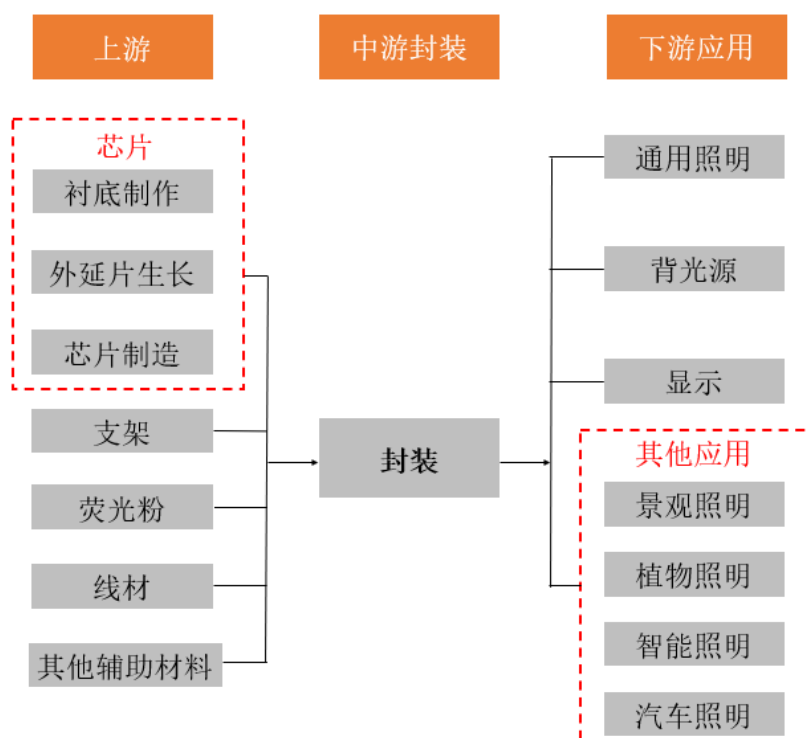 上游
中游封装
下游应用
芯片
衬底制作
外延片生长
芯片制造
支架
荧光粉
线材
其他辅助材料
封装
通用照明
背光源
显示
其他应用
景观照明
植物照明
智能照明
汽车照明